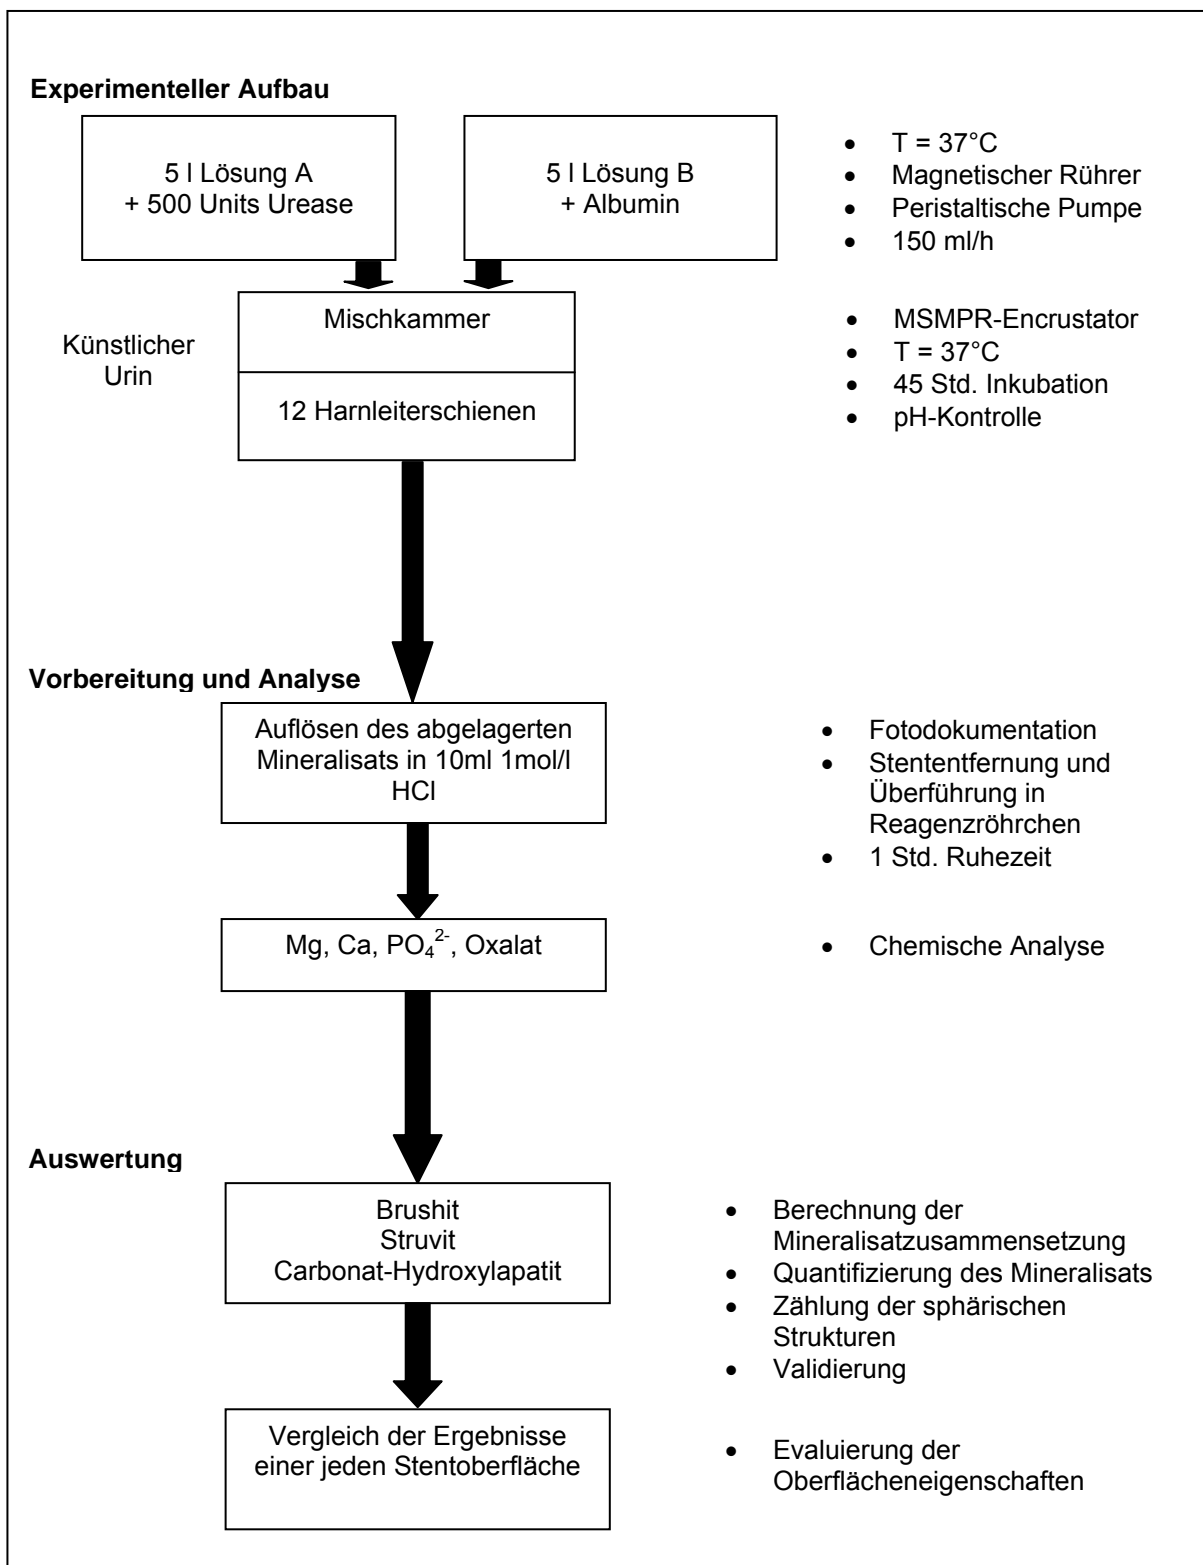 Experimenteller Aufbau
5 l Lösung A
+ 500 Units Urease
5 l Lösung B
+ Albumin
• T = 37°C
• Magnetischer Rührer
• Peristaltische Pumpe
• 150 ml/h
Künstlicher
Urin
Mischkammer
12 Harnleiterschienen
• MSMPR-Encrustator
• T = 37°C
• 45 Std. Inkubation
• pH-Kontrolle
Vorbereitung und Analyse
Auflösen des abgelagerten
Mineralisats in 10ml 1mol/l
HCl
• Fotodokumentation
• Stententfernung und
Überführung in
Reagenzröhrchen
• 1 Std. Ruhezeit
Mg, Ca, PO₄²⁻, Oxalat
• Chemische Analyse
Auswertung
Brushit
Struvit
Carbonat-Hydroxylapatit
• Berechnung der
Mineralisatzusammensetzung
• Quantifizierung des Mineralisats
• Zählung der sphärischen
Strukturen
• Validierung
Vergleich der Ergebnisse
einer jeden Stentoberfläche
• Evaluierung der
Oberflächeneigenschaften